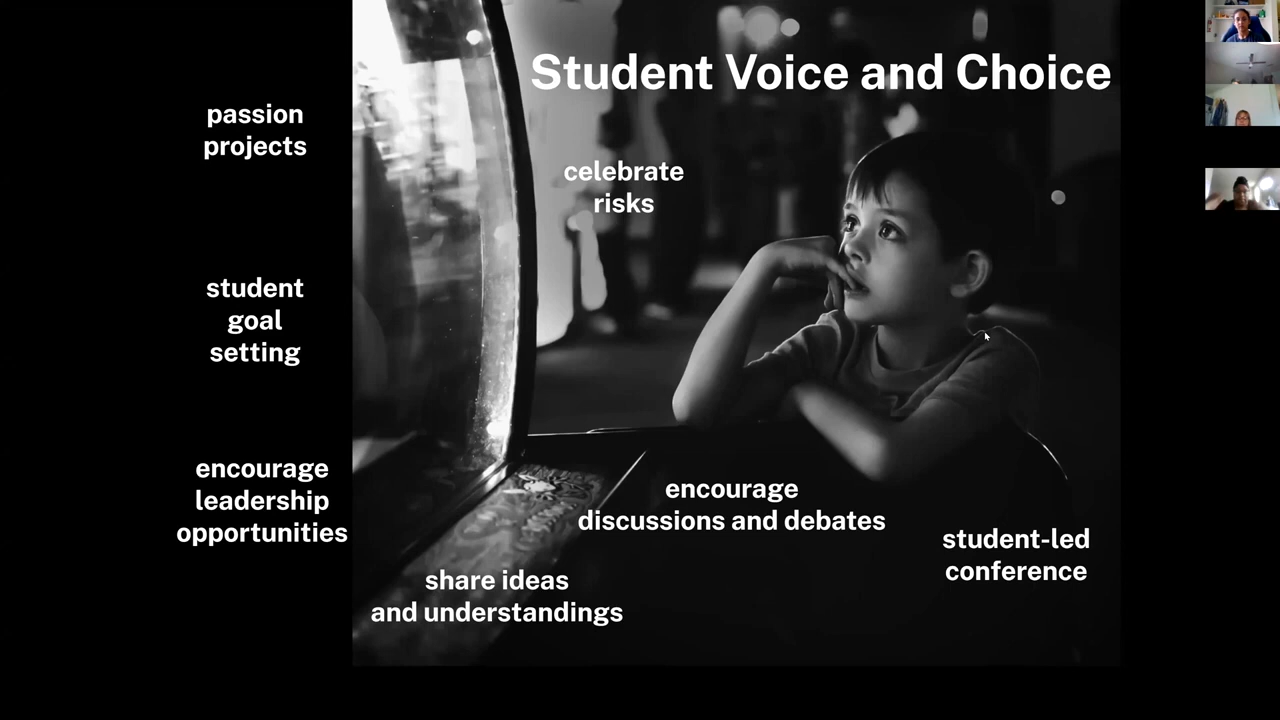 Student Voice and Choice
passion
projects
celebrate
risks
student
goal
setting
encourage
leadership
opportunities
encourage
discussions and debates
student-led
conference
share ideas
and understandings